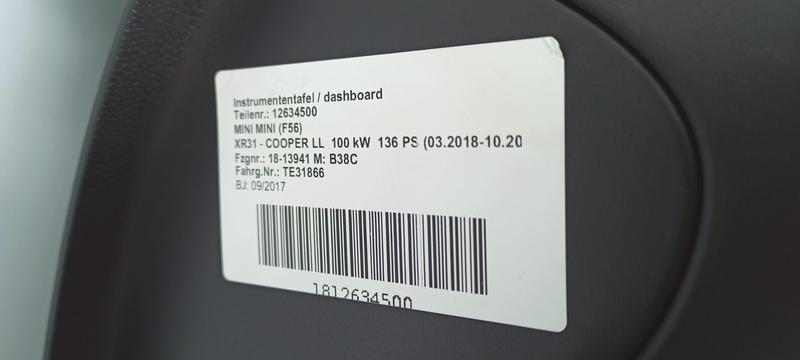 Instrumententafel / dashboard
Teilenr.: 12634500
MINI MINI (F56)
XR31 - COOPER LL 100 kW 136 PS (03.2018-10.20
Fzgnr.: 18-13941 M: B38C
Fahrg.Nr.: TE31866
BJ: 09/2017
1812634500